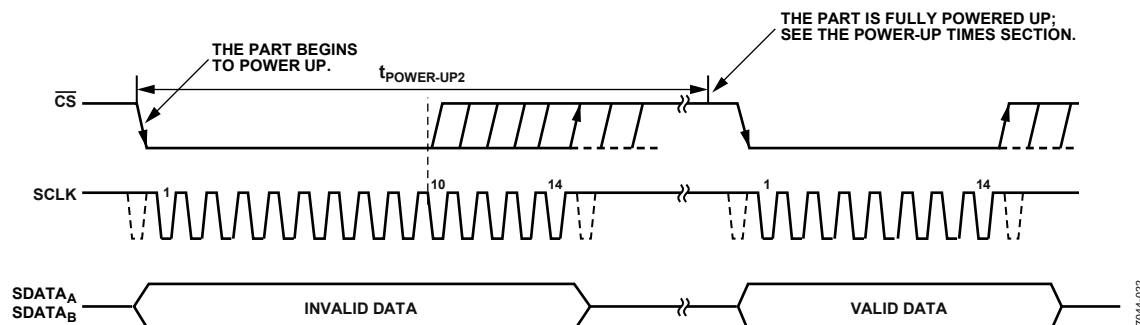 THE PART IS FULLY POWERED UP;
SEE THE POWER-UP TIMES SECTION.
THE PART BEGINS
TO POWER UP.
tPOWER-UP2
CS
SCLK
1
10
14
1
14
SDATAA
SDATAB
INVALID DATA
VALID DATA